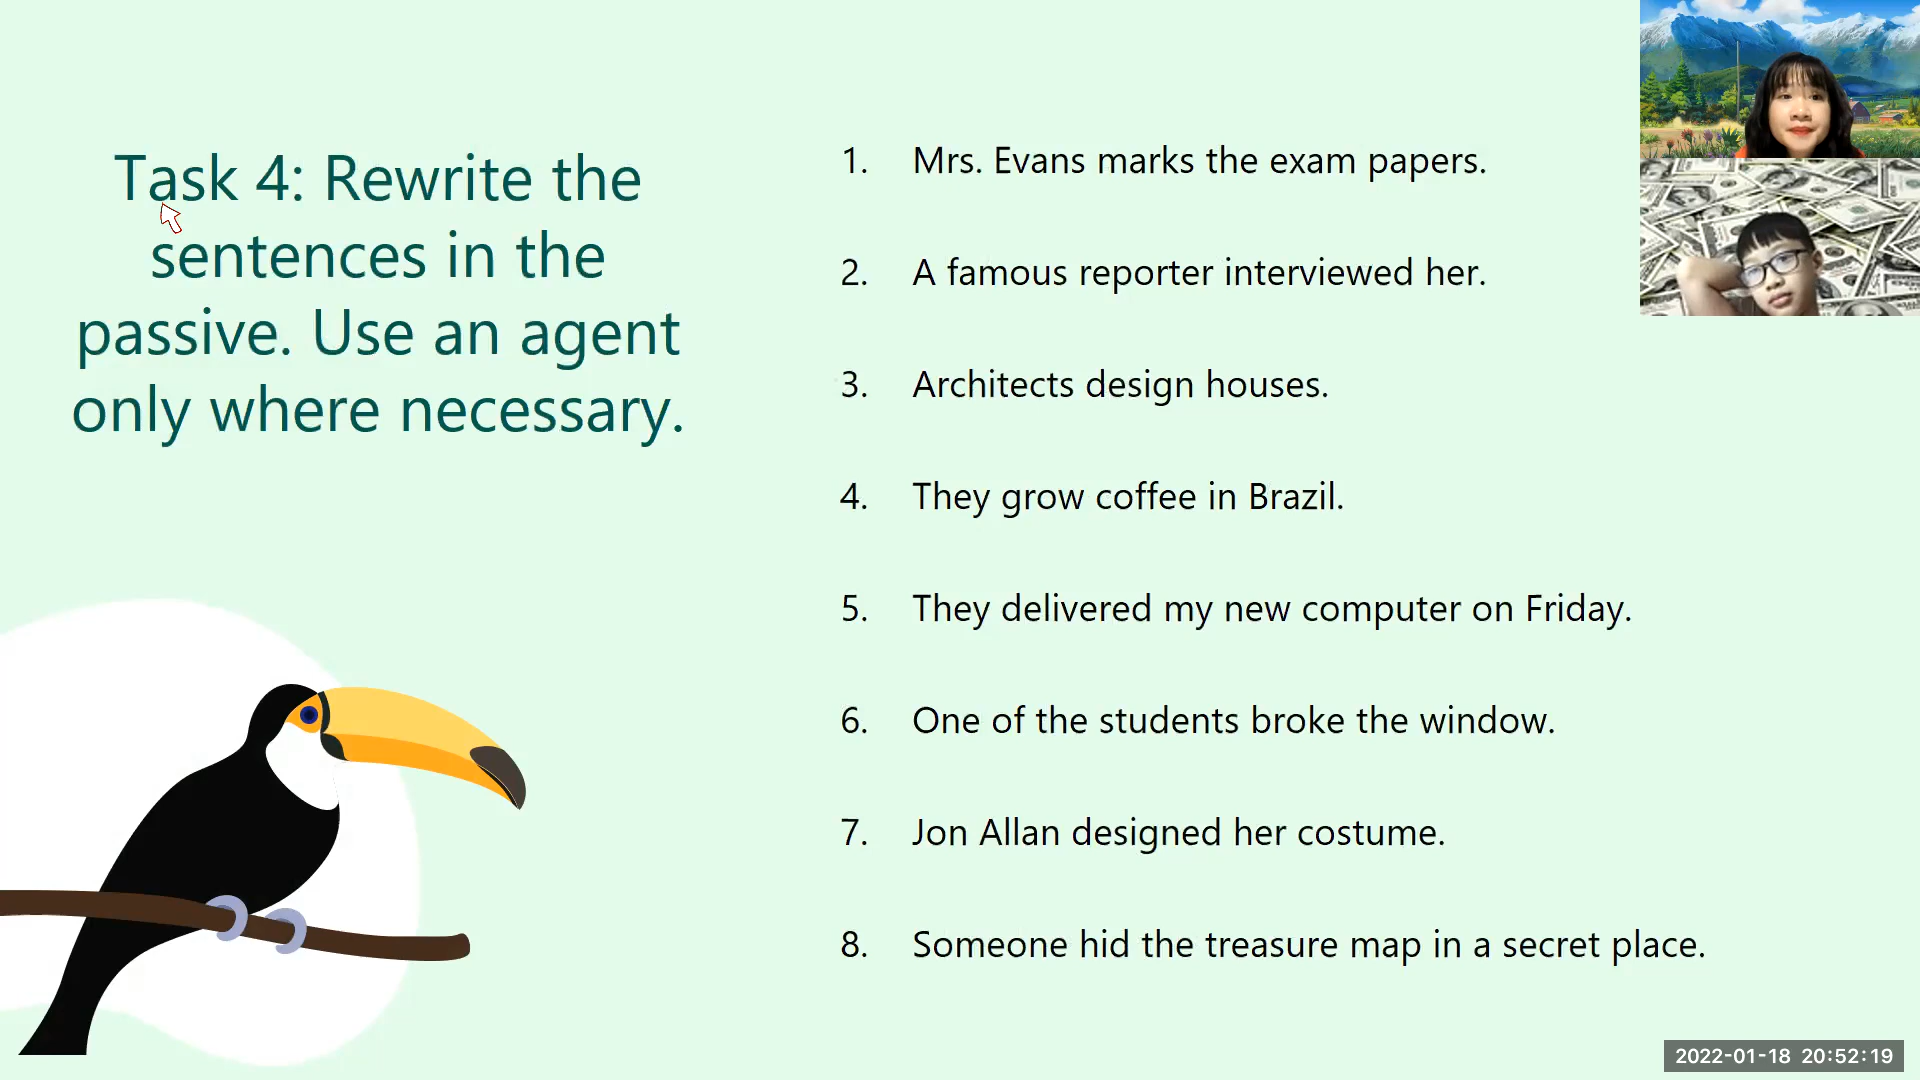 Task 4: Rewrite the
sentences in the
passive. Use an agent
only where necessary.
1. Mrs. Evans marks the exam papers.
2. A famous reporter interviewed her.
3. Architects design houses.
4. They grow coffee in Brazil.
5. They delivered my new computer on Friday.
6. One of the students broke the window.
7. Jon Allan designed her costume.
8. Someone hid the treasure map in a secret place.
2022-01-18 20:52:19